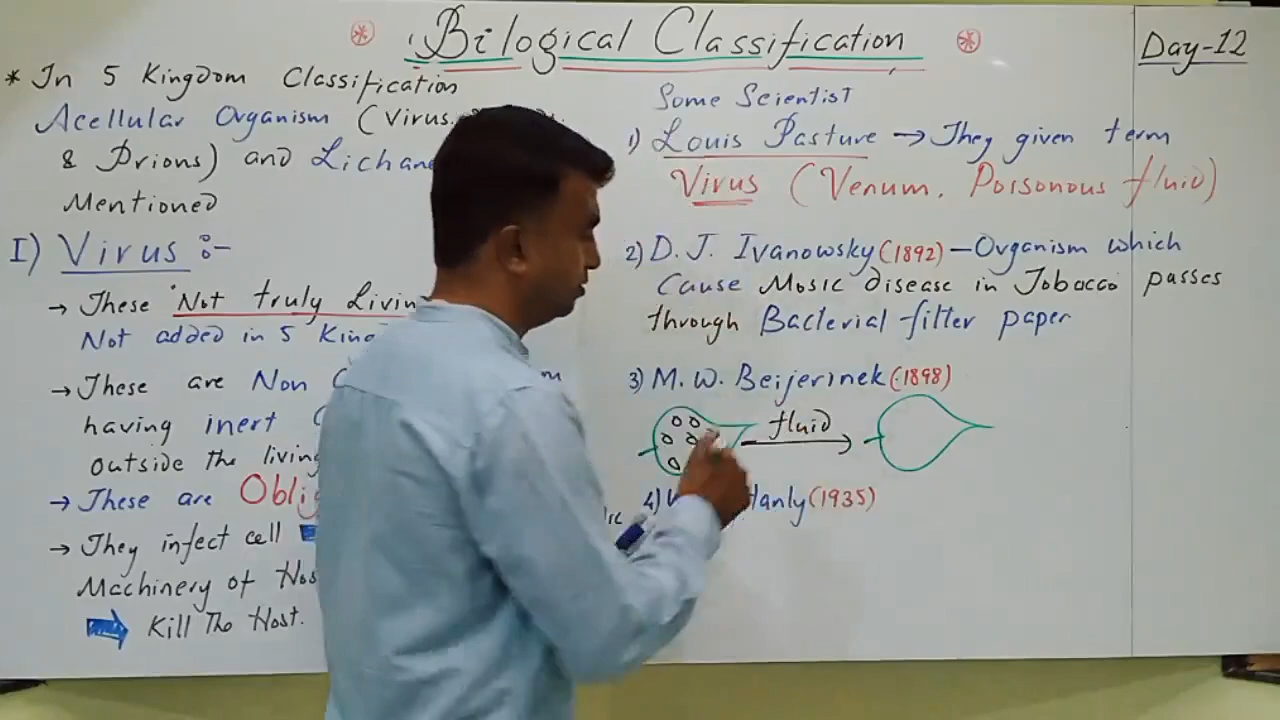 Bilogical Classification
Day-12
* In 5 Kingdom Classification
Acellular Organism (Virus
& Prions) and Lichan
Mentioned
I) Virus :-
→ These Not truly Livin
Not added in 5 King
→ These are Non
having inert
outside the living
→ These are Obli
→ They infect cell
Machinery of Hos
Kill The Host.
Some Scientist
1) Louis Pasture → They given term
Virus (Venum, Poisonous fluid)
2) D. J. Ivanowsky (1892) – Organism which
Cause Mosic disease in Tobacco passes
through Bacterial filter paper
3) M. W. Beijerinek (1898)
fluid
4) W anly (1935)